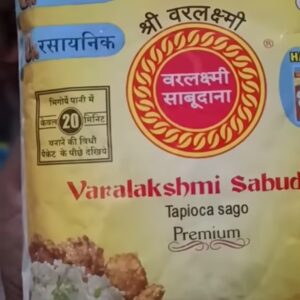 श्री वरलक्ष्मी
रसायनिक
®
वरलक्ष्मी
साबुदाना
भिगोयें पानी में
केवल 20 मिनिट
बनाने की विधी
पैकेट के पीछे देखिये
Varalakshmi Sabud
Tapioca sago
Premium